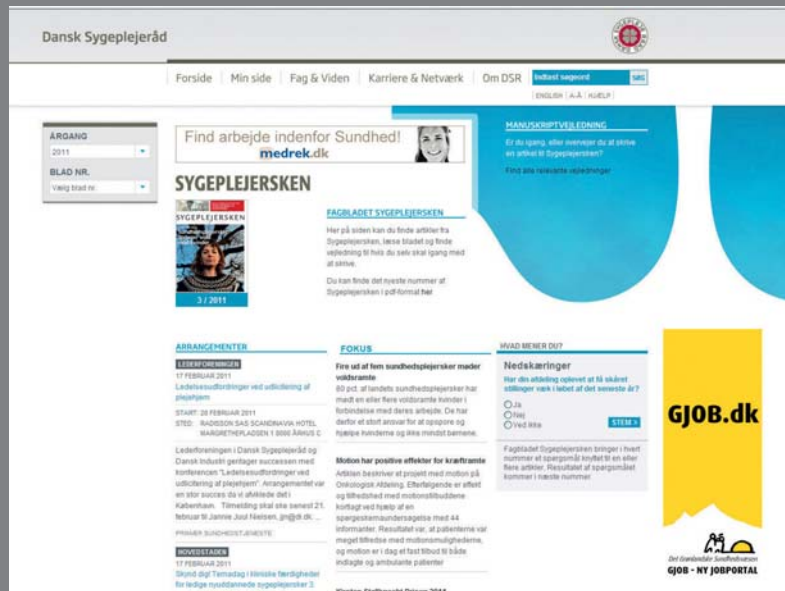 Dansk Sygeplejeråd
Forside
Min side
Fag & Viden
Karriere & Netværk
Om DSR
Indtast søgeord
SØG
ENGLISH
A-Å
HJÆLP
ÅRGANG
2011
BLAD NR.
Vælg blad nr.
Find arbejde indenfor Sundhed!
medrek.dk
MANUSKRIPTVEJLEDNING
Er du igang, eller overvejer du at skrive
en artikel til Sygeplejersken?
Find alle relevante vejledninger
SYGEPLEJERSKEN
SYGEPLEJERSKEN
3 / 2011
FAGBLADET SYGEPLEJERSKEN
Her på siden kan du finde artikler fra
Sygeplejersken, læse bladet og finde
vejledning til hvis du selv skal igang med
at skrive.
Du kan finde det nyeste nummer af
Sygeplejersken i pdf-format her
ARRANGEMENTER
LEDERFORENINGEN
17 FEBRUAR 2011
Ledelsesudfordringer ved udlicitering af
plejehjem
START: 28 FEBRUAR 2011
STED: RADISSON SAS SCANDINAVIA HOTEL
MARGRETHEPLADSEN 1 8000 ÅRHUS C
Lederforeningen i Dansk Sygeplejeråd og
Dansk Industri gentager successen med
konferencen "Ledelsesudfordringer ved
udlicitering af plejehjem". Arrangementet var
en stor succes da vi afviklede det i
København. Tilmelding skal ske senest 21.
februar til Jannie Juul Nielsen, jjn@di.dk. ...
PRIMÆR SUNDHEDSTJENESTE
HOVEDSTADEN
17 FEBRUAR 2011
Skynd dig! Temadag i kliniske færdigheder
for ledige nyuddannede sygeplejersker 3.
FOKUS
Fire ud af fem sundhedsplejersker møder
voldsramte
80 pct. af landets sundhedsplejersker har
mødt en eller flere voldsramte kvinder i
forbindelse med deres arbejde. De har
derfor et stort ansvar for at opspore og
hjælpe kvinderne og ikke mindst børnene.
Motion har positive effekter for kræftramte
Artiklen beskriver et projekt med motion på
Onkologisk Afdeling. Efterfølgende er effekt
og tilfredshed med motionstilbuddene
kortlagt ved hjælp af en
spørgeskemaundersøgelse med 44
informanter. Resultatet var, at patienterne var
meget tilfredse med motionsmulighederne,
og motion er i dag et fast tilbud til både
indlagte og ambulante patienter
HVAD MENER DU?
Nedskæringer
Har din afdeling oplevet at få skåret
stillinger væk i løbet af det seneste år?
Ja
Nej
Ved ikke
STEM >
Fagbladet Sygeplejersken bringer i hvert
nummer et spørgsmål knyttet til en eller
flere artikler. Resultatet af spørgsmålet
kommer i næste nummer
GJOB.dk
Det Grønlandske Sundhedsvæsen
GJOB - NY JOBPORTAL